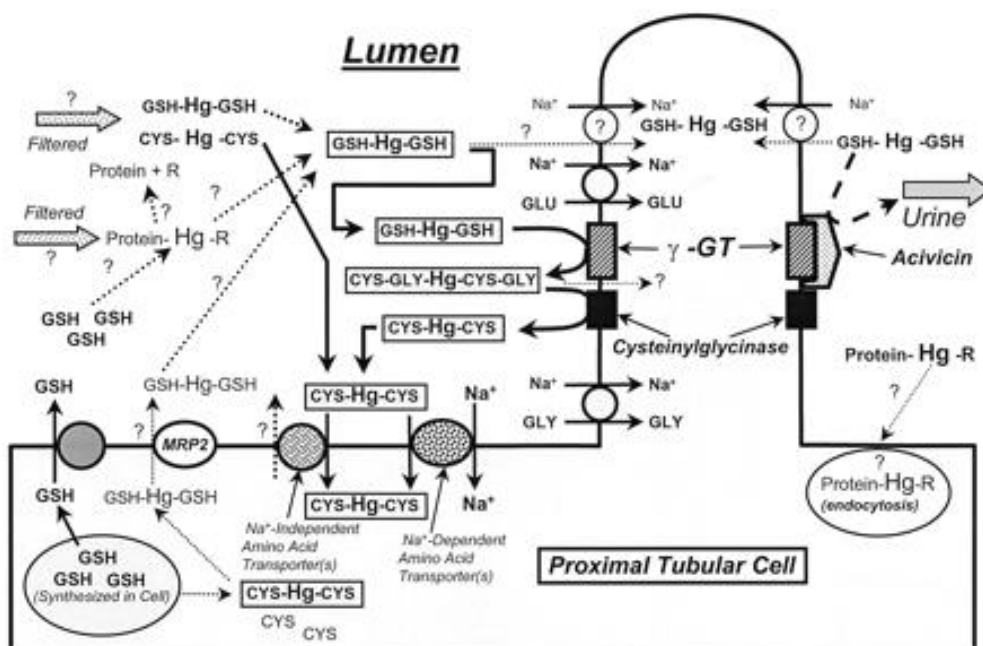 Lumen
?
Filtered
GSH-Hg-GSH
CYS- Hg -CYS
Protein + R
?
Filtered
?
Protein- Hg -R
?
?
GSH GSH
GSH
?
GSH-Hg-GSH
?
GSH-Hg-GSH
CYS-GLY-Hg-CYS-GLY
?
CYS-Hg-CYS
Na⁺ Na⁺
?
GSH- Hg -GSH
Na⁺ Na⁺
GLU GLU
γ -GT
Cysteinylglycinase
Na⁺ Na⁺
GLY GLY
?
Na⁺
GSH- Hg -GSH
Urine
Acivicin
Protein- Hg -R
?
?
Protein-Hg-R
(endocytosis)
GSH
GSH-Hg-GSH
?
MRP2
?
CYS-Hg-CYS
Na⁺
GSH
GSH-Hg-GSH
CYS-Hg-CYS
Na⁺
Na⁺-Independent
Amino Acid
Transporter(s)
Na⁺-Dependent
Amino Acid
Transporter(s)
GSH
GSH GSH
(Synthesized in Cell)
CYS-Hg-CYS
CYS
CYS
Proximal Tubular Cell